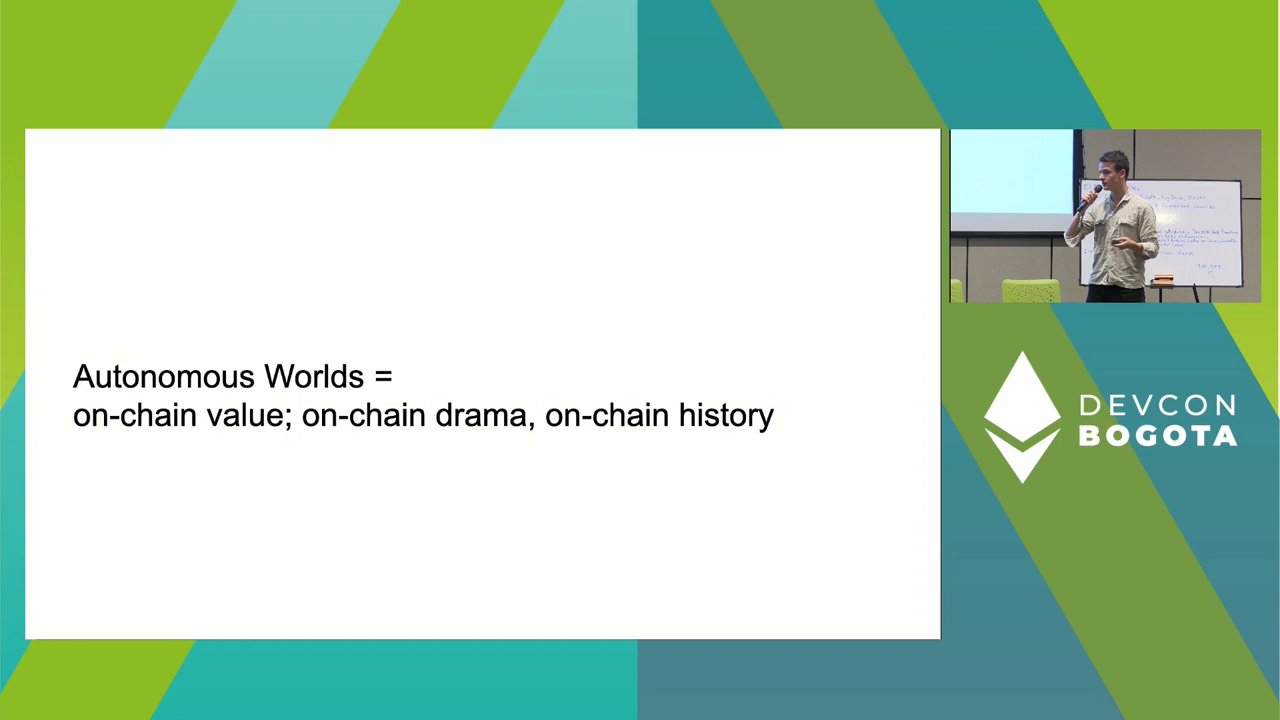 Autonomous Worlds =
on-chain value; on-chain drama, on-chain history
DEVCON
BOGOTA